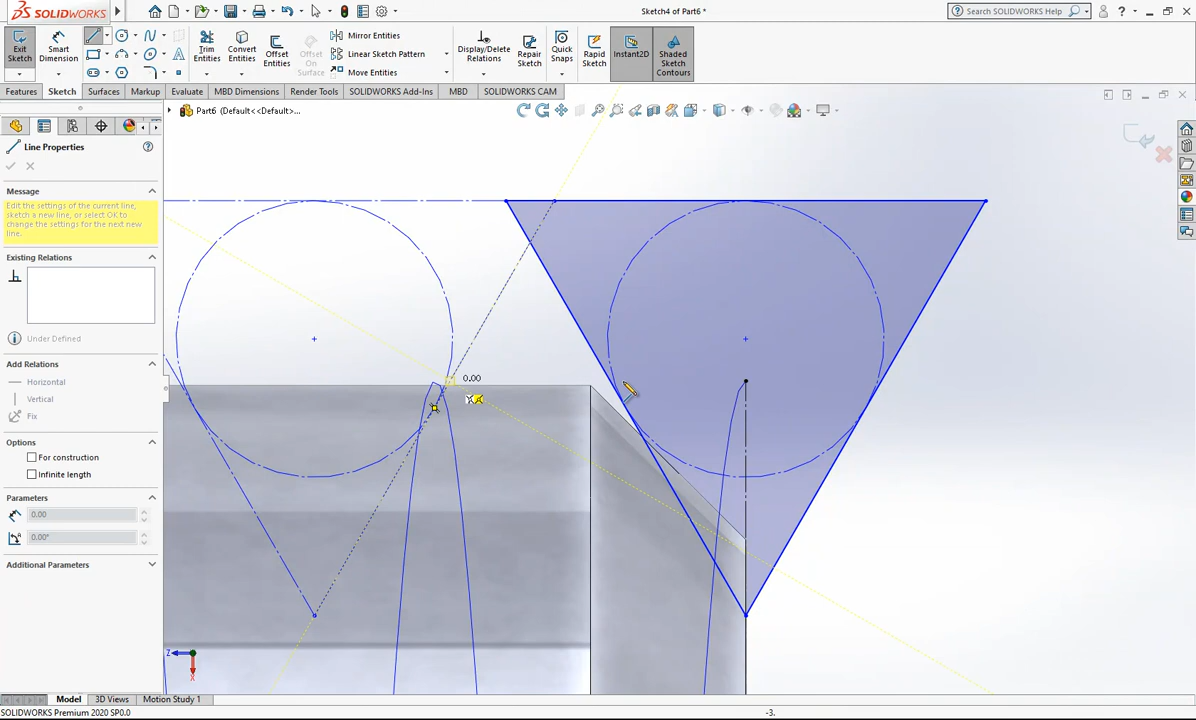 SOLIDWORKS
Sketch4 of Part6 *
Search SOLIDWORKS Help
?
Exit Sketch
Smart Dimension
Trim Entities
Convert Entities
Offset Entities
Offset On Surface
Mirror Entities
Linear Sketch Pattern
Move Entities
Display/Delete Relations
Repair Sketch
Quick Snaps
Rapid Sketch
Instant2D
Shaded Sketch Contours
Features
Sketch
Surfaces
Markup
Evaluate
MBD Dimensions
Render Tools
SOLIDWORKS Add-Ins
MBD
SOLIDWORKS CAM
Part6 (Default<<Default>...
Line Properties
Message
Edit the settings of the current line,
sketch a new line, or select OK to
change the settings for the next new
line.
Existing Relations
Under Defined
Add Relations
Horizontal
Vertical
Fix
Options
For construction
Infinite length
Parameters
0.00
0.00°
Additional Parameters
0.00
Z
X
Model
3D Views
Motion Study 1
SOLIDWORKS Premium 2020 SP0.0
-3.